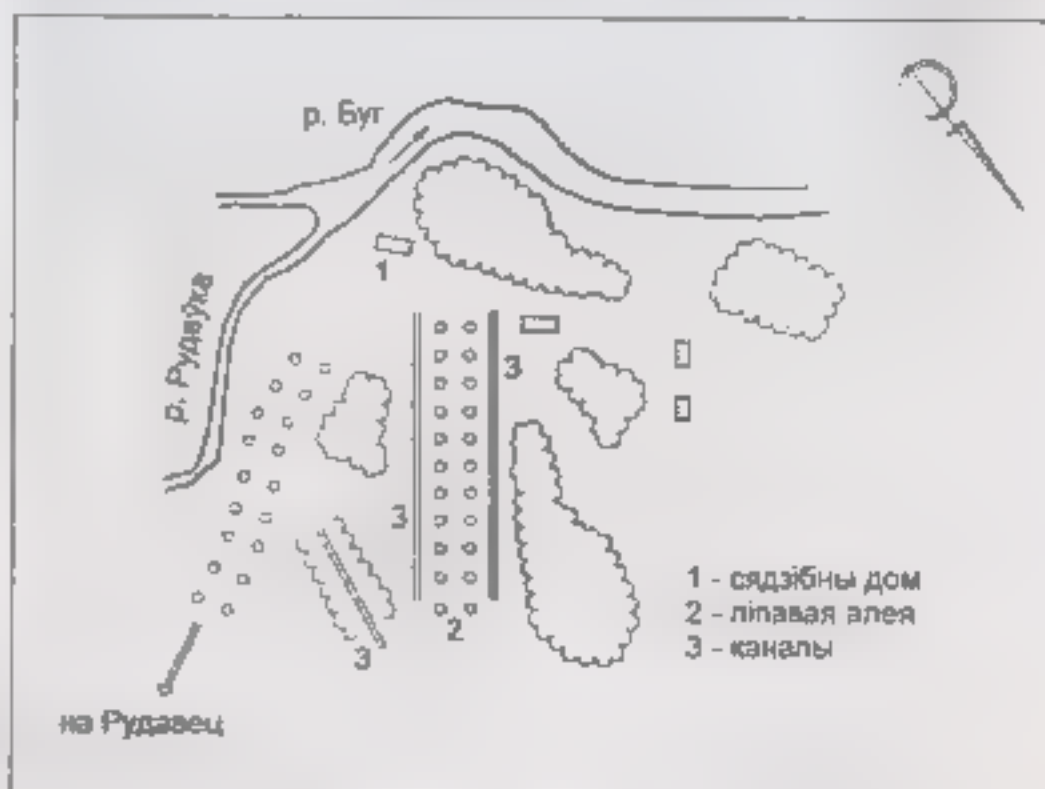 р. Буг
1
р. Рудаўка
3
3
3
2
1 - сядзібны дом
2 - ліпавая алея
3 - каналы
на Рудавец